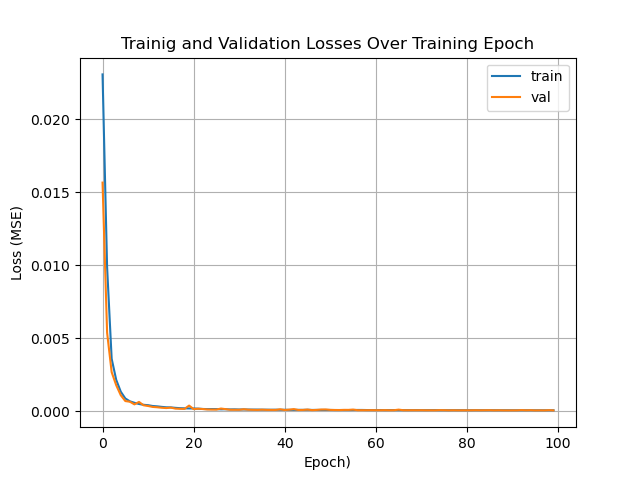 Trainig and Validation Losses Over Training Epoch
train
val
Loss (MSE)
0.020
0.015
0.010
0.005
0.000
0 20 40 60 80 100
Epoch)